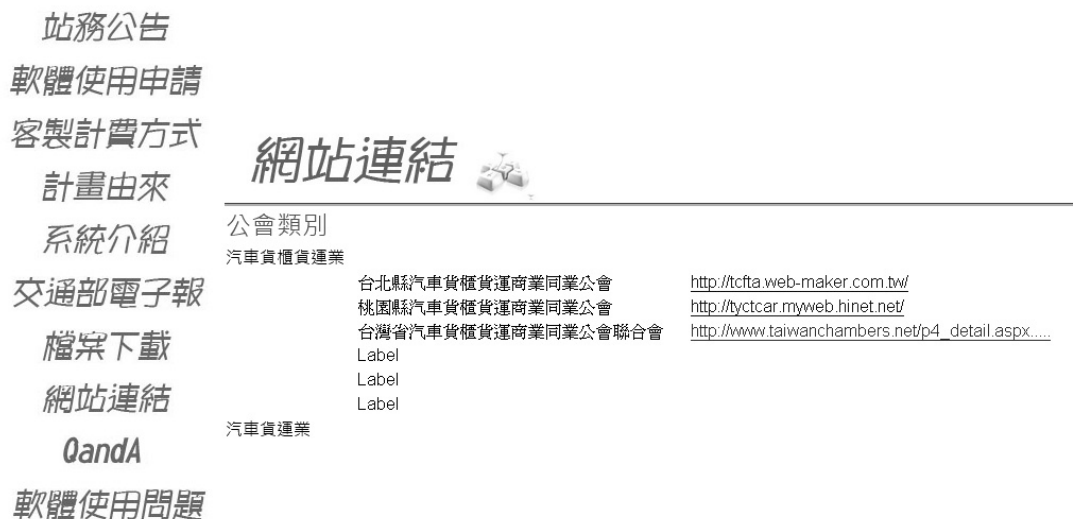 站務公告
軟體使用申請
客製計費方式
計畫由來
系統介紹
交通部電子報
檔案下載
網站連結
QandA
軟體使用問題
網站連結
公會類別
汽車貨櫃貨運業
台北縣汽車貨櫃貨運商業同業公會 http://tcfta.web-maker.com.tw/
桃園縣汽車貨櫃貨運商業同業公會 http://tyctcar.myweb.hinet.net/
台灣省汽車貨櫃貨運商業同業公會聯合會 http://www.taiwanchambers.net/p4_detail.aspx.....
Label
Label
Label
汽車貨運業